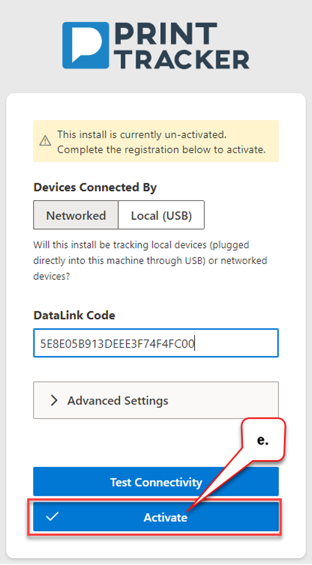 PRINT
TRACKER
This install is currently un-activated.
Complete the registration below to activate.
Devices Connected By
Networked Local (USB)
Will this install be tracking local devices (plugged
directly into this machine through USB) or networked
devices?
DataLink Code
5E8E05B913DEEE3F74F4FC00
Advanced Settings
e.
Test Connectivity
Activate